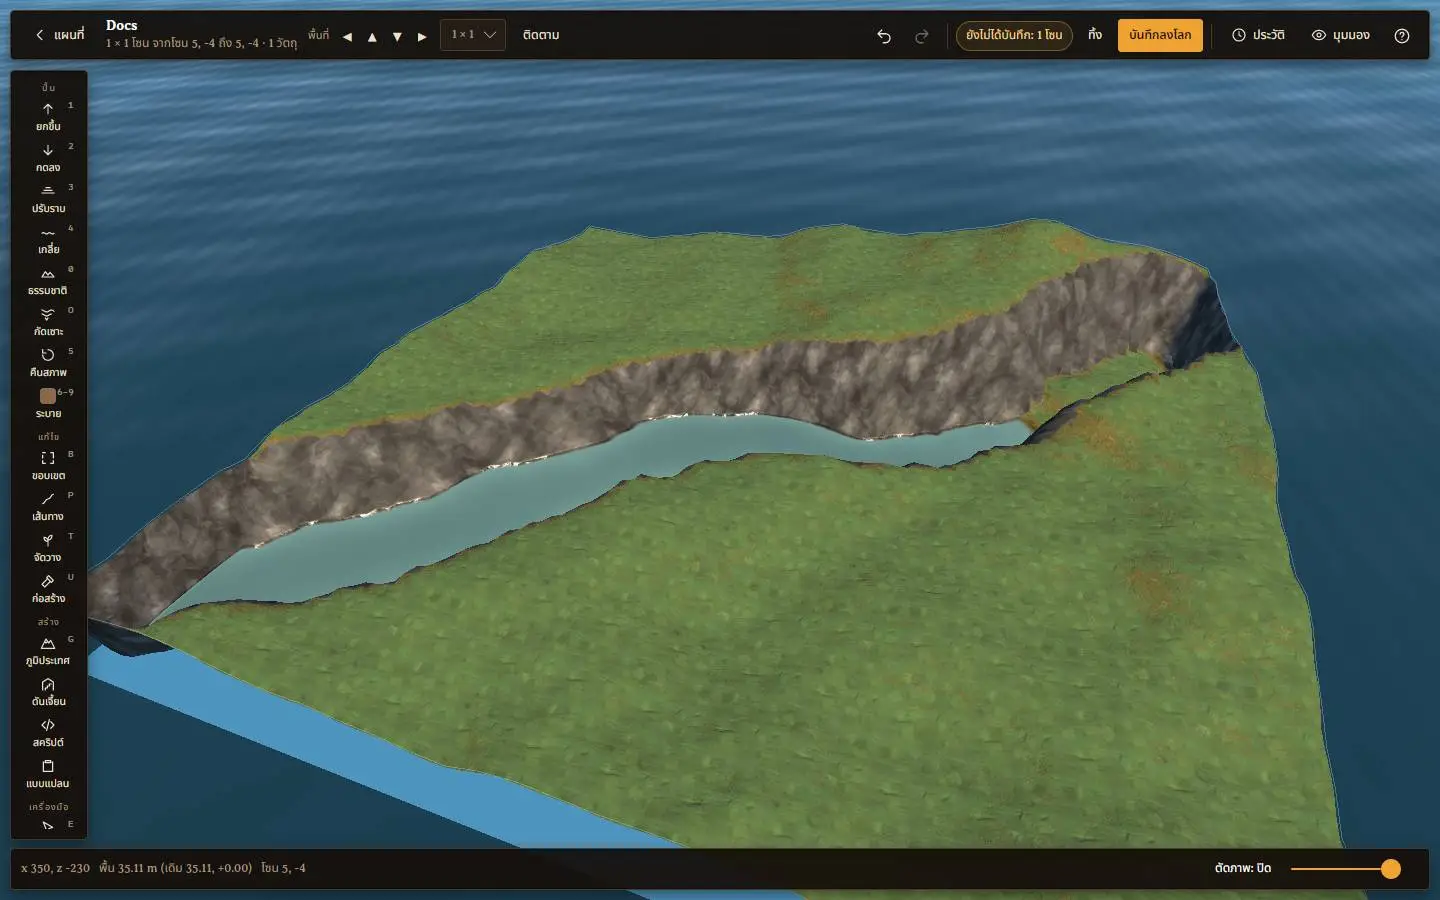 แผนที่
Docs
1 × 1 โซน จากโซน 5, -4 ถึง 5, -4 · 1 วัตถุ
พื้นที่
1 × 1
ติดตาม
ยังไม่ได้บันทึก: 1 โซน
ทิ้ง
บันทึกลงโลก
ประวัติ
มุมมอง
ปั้น
1
ยกขึ้น
2
กดลง
3
ปรับราบ
4
เกลี่ย
0
ธรรมชาติ
O
กัดเซาะ
5
คืนสภาพ
6–9
ระบาย
แก้ไข
B
ขอบเขต
P
เส้นทาง
T
จัดวาง
U
ก่อสร้าง
สร้าง
G
ภูมิประเทศ
ดันเจี้ยน
สคริปต์
แบบแปลน
เครื่องมือ
E
x 350, z -230 พื้น 35.11 m (เดิม 35.11, +0.00) โซน 5, -4
ตัดภาพ: ปิด